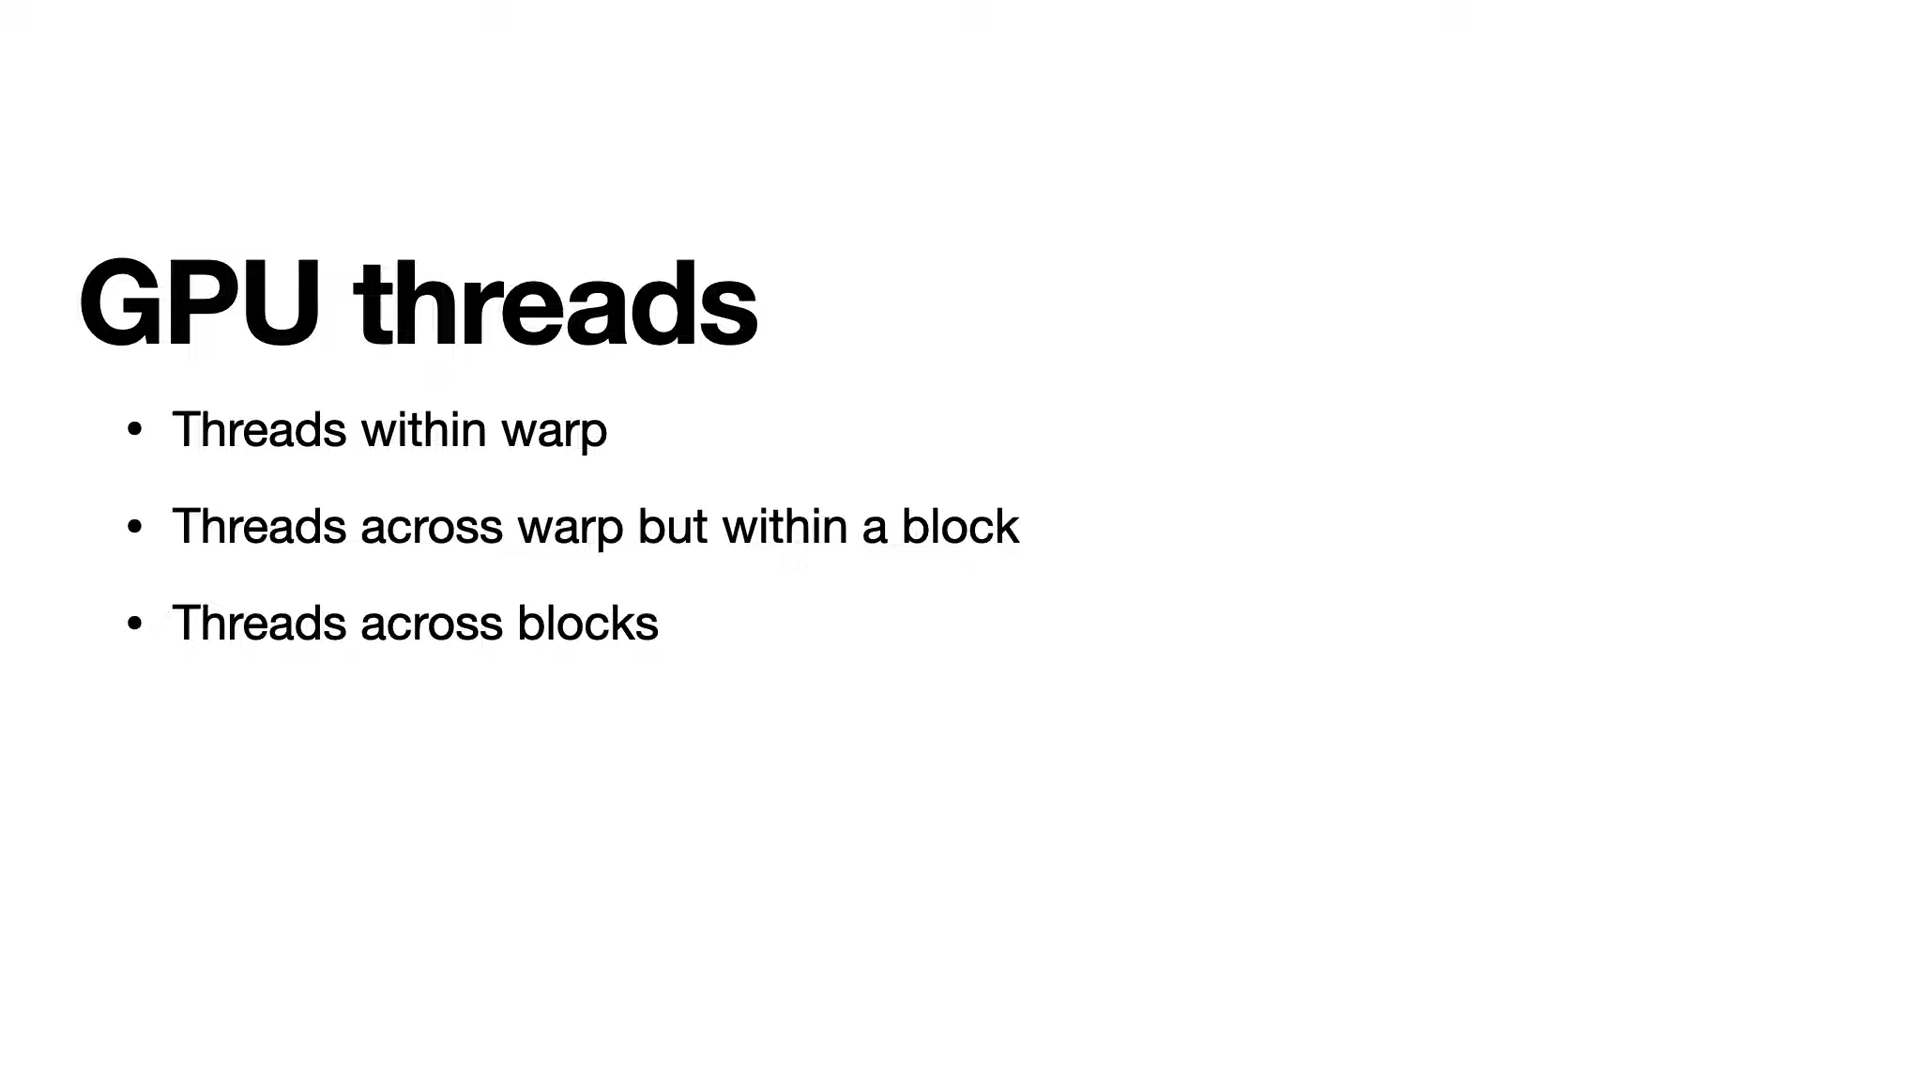 GPU threads
• Threads within warp
• Threads across warp but within a block
• Threads across blocks